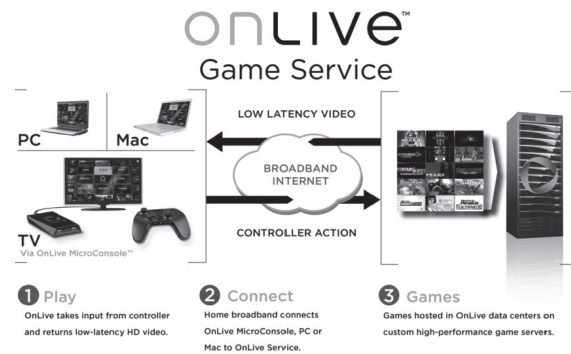 onLIVE™
Game Service
LOW LATENCY VIDEO
PC
Mac
BROADBAND
INTERNET
TV
Via OnLive MicroConsole™
CONTROLLER ACTION
1 Play
OnLive takes input from controller
and returns low-latency HD video.
2 Connect
Home broadband connects
OnLive MicroConsole, PC or
Mac to OnLive Service.
3 Games
Games hosted in OnLive data centers on
custom high-performance game servers.